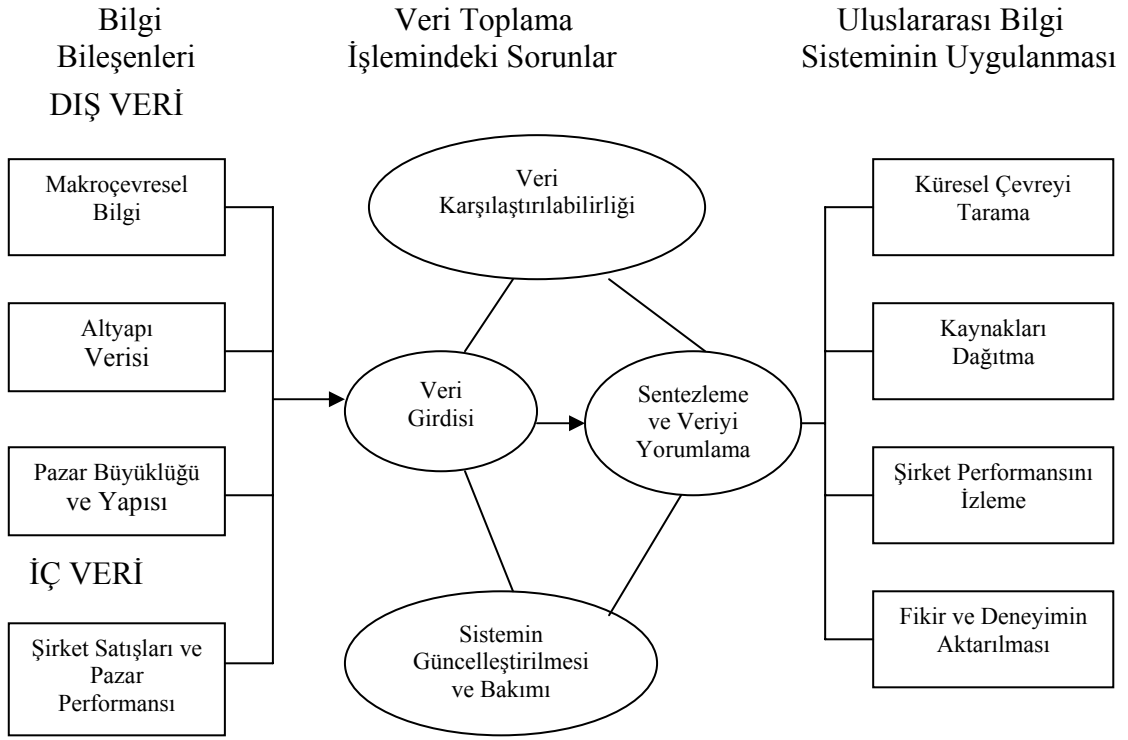 Bilgi
Bileşenleri
DIŞ VERİ
Makroçevresel
Bilgi
Altyapı
Verisi
Pazar Büyüklüğü
ve Yapısı
İÇ VERİ
Şirket Satışları ve
Pazar
Performansı
Veri Toplama
İşlemindeki Sorunlar
Veri
Karşılaştırılabilirliği
Veri
Girdisi
Sentezleme
ve Veriyi
Yorumlama
Sistemin
Güncelleştirilmesi
ve Bakımı
Uluslararası Bilgi
Sisteminin Uygulanması
Küresel Çevreyi
Tarama
Kaynakları
Dağıtma
Şirket Performansını
İzleme
Fikir ve Deneyimin
Aktarılması